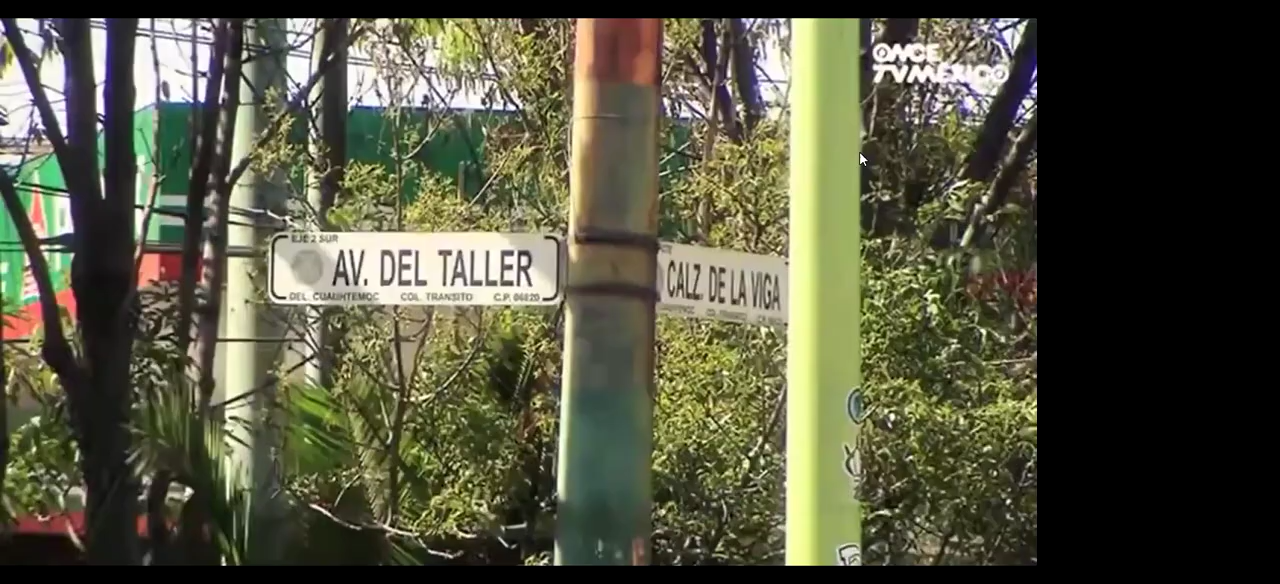 ONCE
TV MÉXICO
EJE 2 SUR
AV. DEL TALLER
DEL. CUAUHTEMOC COL. TRANSITO C.P. 06820
CALZ. DE LA VIGA